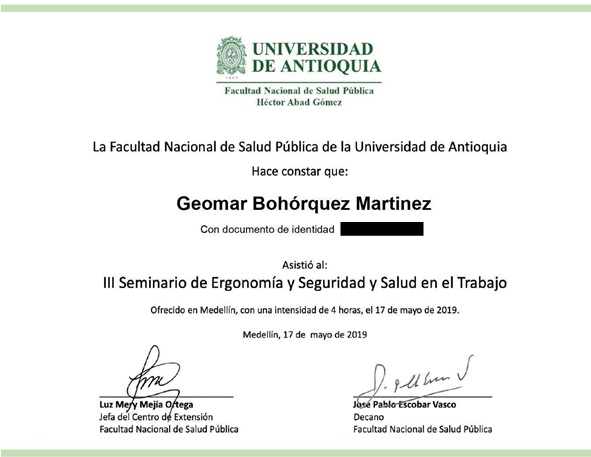 UNIVERSIDAD
DE ANTIOQUIA
1803
Facultad Nacional de Salud Pública
Héctor Abad Gómez
La Facultad Nacional de Salud Pública de la Universidad de Antioquia
Hace constar que:
Geomar Bohórquez Martinez
Con documento de identidad
Asistió al:
III Seminario de Ergonomía y Seguridad y Salud en el Trabajo
Ofrecido en Medellín, con una intensidad de 4 horas, el 17 de mayo de 2019.
Medellín, 17 de mayo de 2019
Luz Mery Mejía Ortega
Jefa del Centro de Extensión
Facultad Nacional de Salud Pública
José Pablo Escobar Vasco
Decano
Facultad Nacional de Salud Pública